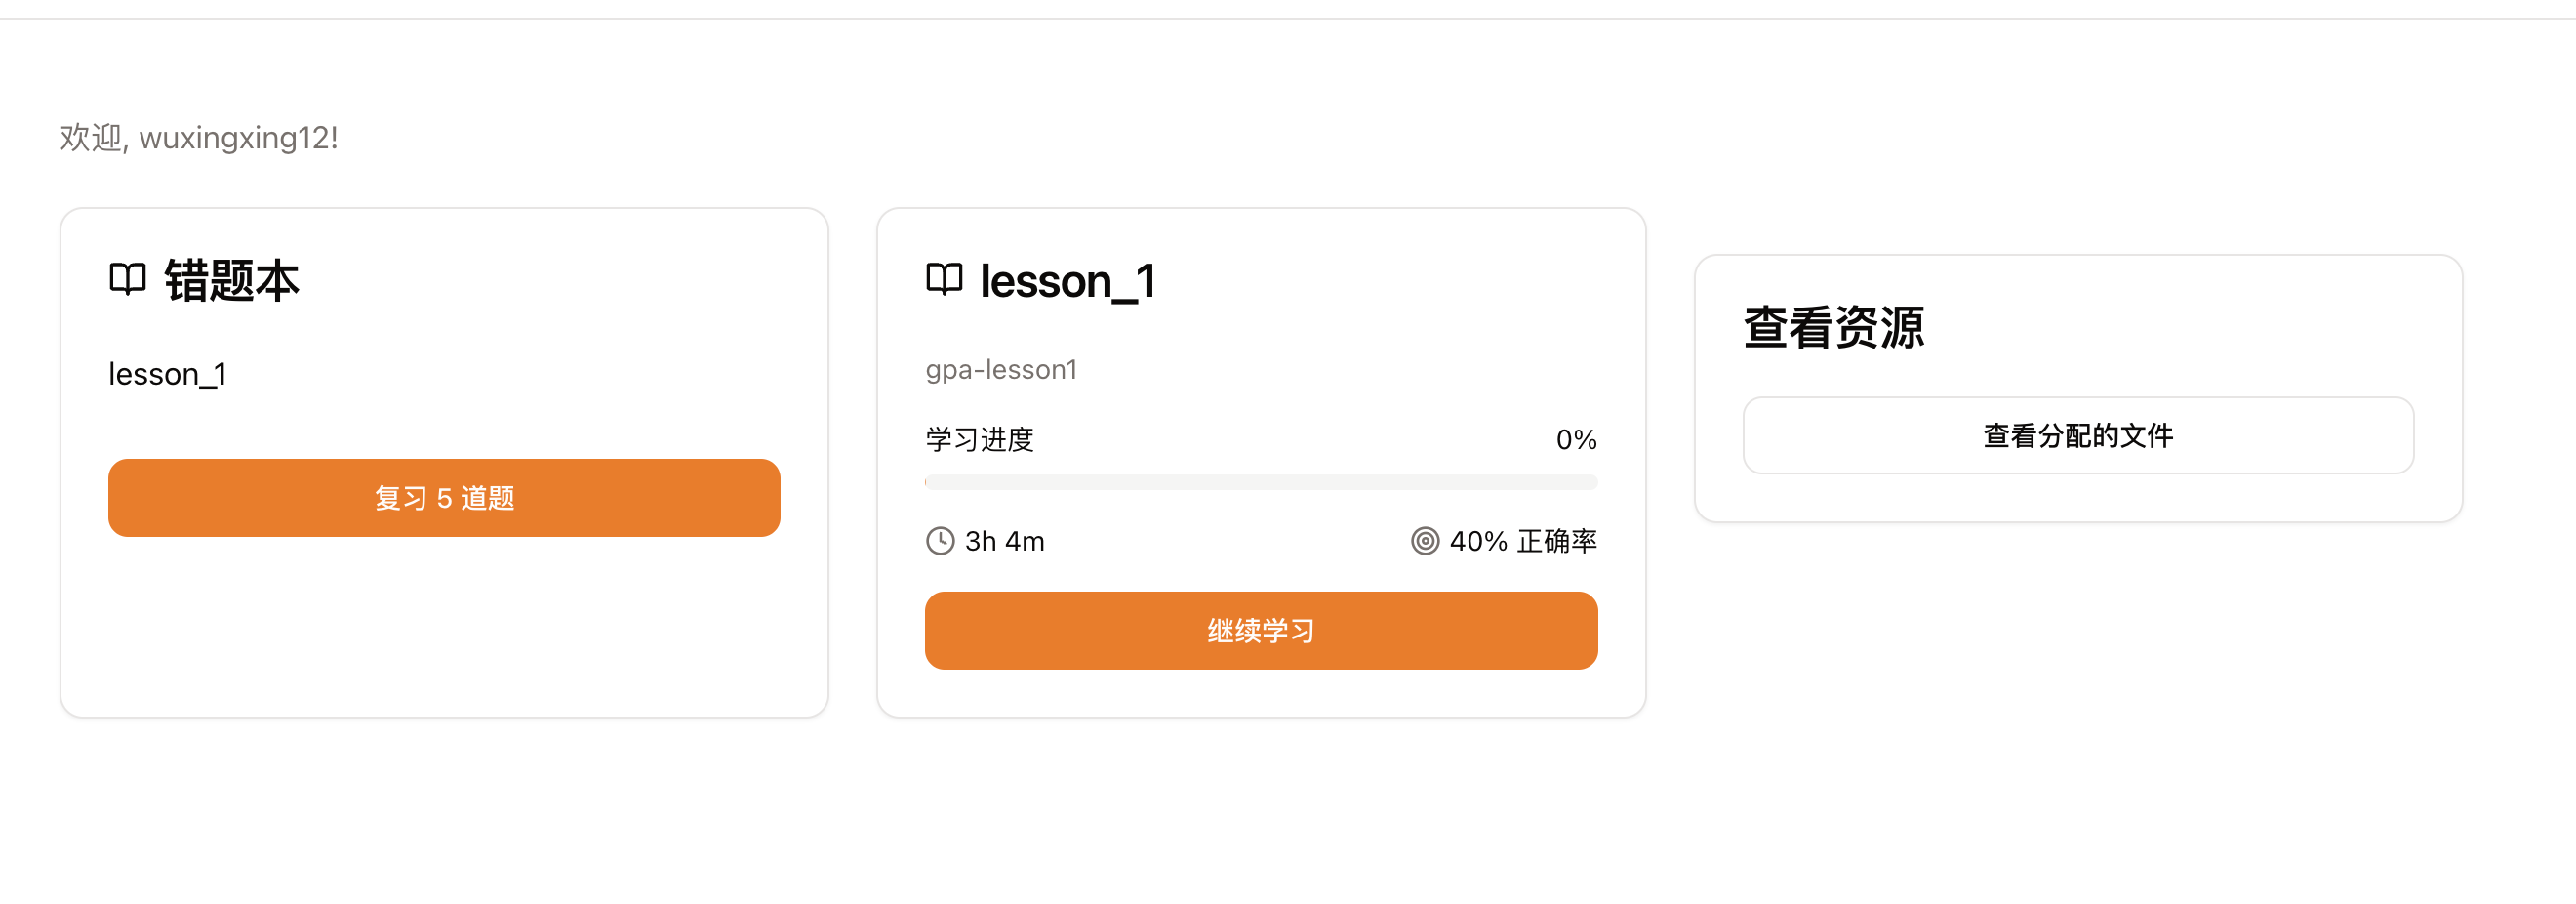 欢迎, wuxingxing12!
错题本
lesson_1
复习 5 道题
lesson_1
gpa-lesson1
学习进度 0%
3h 4m 40% 正确率
继续学习
查看资源
查看分配的文件